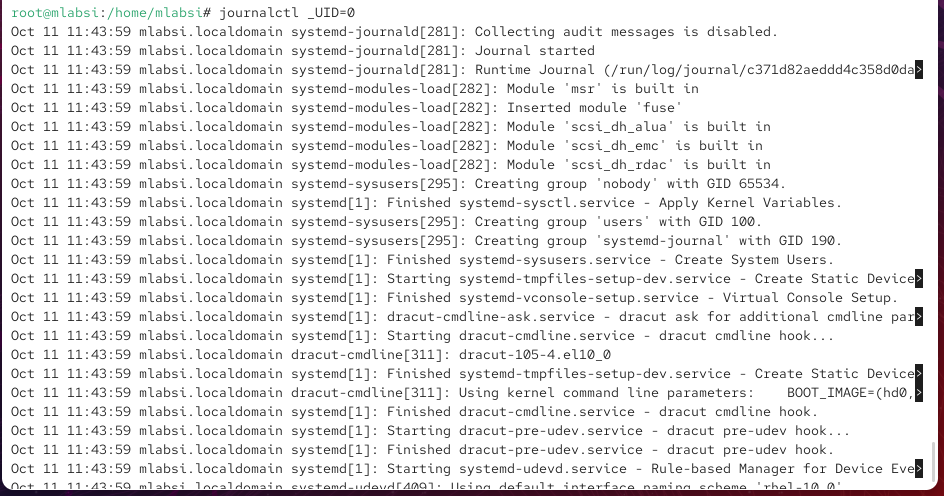 root@mlabsi:/home/mlabsi# journalctl _UID=0
Oct 11 11:43:59 mlabsi.localdomain systemd-journald[281]: Collecting audit messages is disabled.
Oct 11 11:43:59 mlabsi.localdomain systemd-journald[281]: Journal started
Oct 11 11:43:59 mlabsi.localdomain systemd-journald[281]: Runtime Journal (/run/log/journal/c371d82aeddd4c358d0da>
Oct 11 11:43:59 mlabsi.localdomain systemd-modules-load[282]: Module 'msr' is built in
Oct 11 11:43:59 mlabsi.localdomain systemd-modules-load[282]: Inserted module 'fuse'
Oct 11 11:43:59 mlabsi.localdomain systemd-modules-load[282]: Module 'scsi_dh_alua' is built in
Oct 11 11:43:59 mlabsi.localdomain systemd-modules-load[282]: Module 'scsi_dh_emc' is built in
Oct 11 11:43:59 mlabsi.localdomain systemd-modules-load[282]: Module 'scsi_dh_rdac' is built in
Oct 11 11:43:59 mlabsi.localdomain systemd-sysusers[295]: Creating group 'nobody' with GID 65534.
Oct 11 11:43:59 mlabsi.localdomain systemd[1]: Finished systemd-sysctl.service - Apply Kernel Variables.
Oct 11 11:43:59 mlabsi.localdomain systemd-sysusers[295]: Creating group 'users' with GID 100.
Oct 11 11:43:59 mlabsi.localdomain systemd-sysusers[295]: Creating group 'systemd-journal' with GID 190.
Oct 11 11:43:59 mlabsi.localdomain systemd[1]: Finished systemd-sysusers.service - Create System Users.
Oct 11 11:43:59 mlabsi.localdomain systemd[1]: Starting systemd-tmpfiles-setup-dev.service - Create Static Device>
Oct 11 11:43:59 mlabsi.localdomain systemd[1]: Finished systemd-vconsole-setup.service - Virtual Console Setup.
Oct 11 11:43:59 mlabsi.localdomain systemd[1]: dracut-cmdline-ask.service - dracut ask for additional cmdline par>
Oct 11 11:43:59 mlabsi.localdomain systemd[1]: Starting dracut-cmdline.service - dracut cmdline hook...
Oct 11 11:43:59 mlabsi.localdomain dracut-cmdline[311]: dracut-105-4.el10_0
Oct 11 11:43:59 mlabsi.localdomain systemd[1]: Finished systemd-tmpfiles-setup-dev.service - Create Static Device>
Oct 11 11:43:59 mlabsi.localdomain dracut-cmdline[311]: Using kernel command line parameters:    BOOT_IMAGE=(hd0,>
Oct 11 11:43:59 mlabsi.localdomain systemd[1]: Finished dracut-cmdline.service - dracut cmdline hook.
Oct 11 11:43:59 mlabsi.localdomain systemd[1]: Starting dracut-pre-udev.service - dracut pre-udev hook...
Oct 11 11:43:59 mlabsi.localdomain systemd[1]: Finished dracut-pre-udev.service - dracut pre-udev hook.
Oct 11 11:43:59 mlabsi.localdomain systemd[1]: Starting systemd-udevd.service - Rule-based Manager for Device Eve>
Oct 11 11:43:59 mlabsi.localdomain systemd-udevd[409]: Using default interface naming scheme 'rhel-10.0'